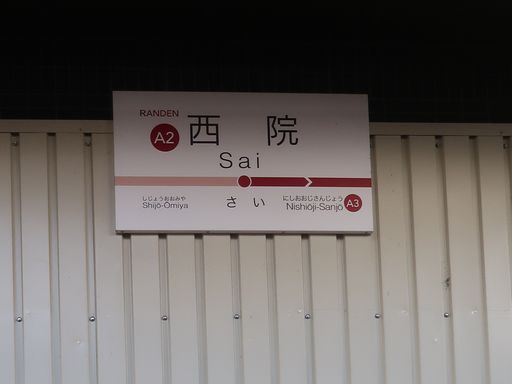 RANDEN
A2 西院
Sai
しじょうおおみや さい にしおおじさんじょう
Shijō-Ōmiya Nishiōji-Sanjō A3